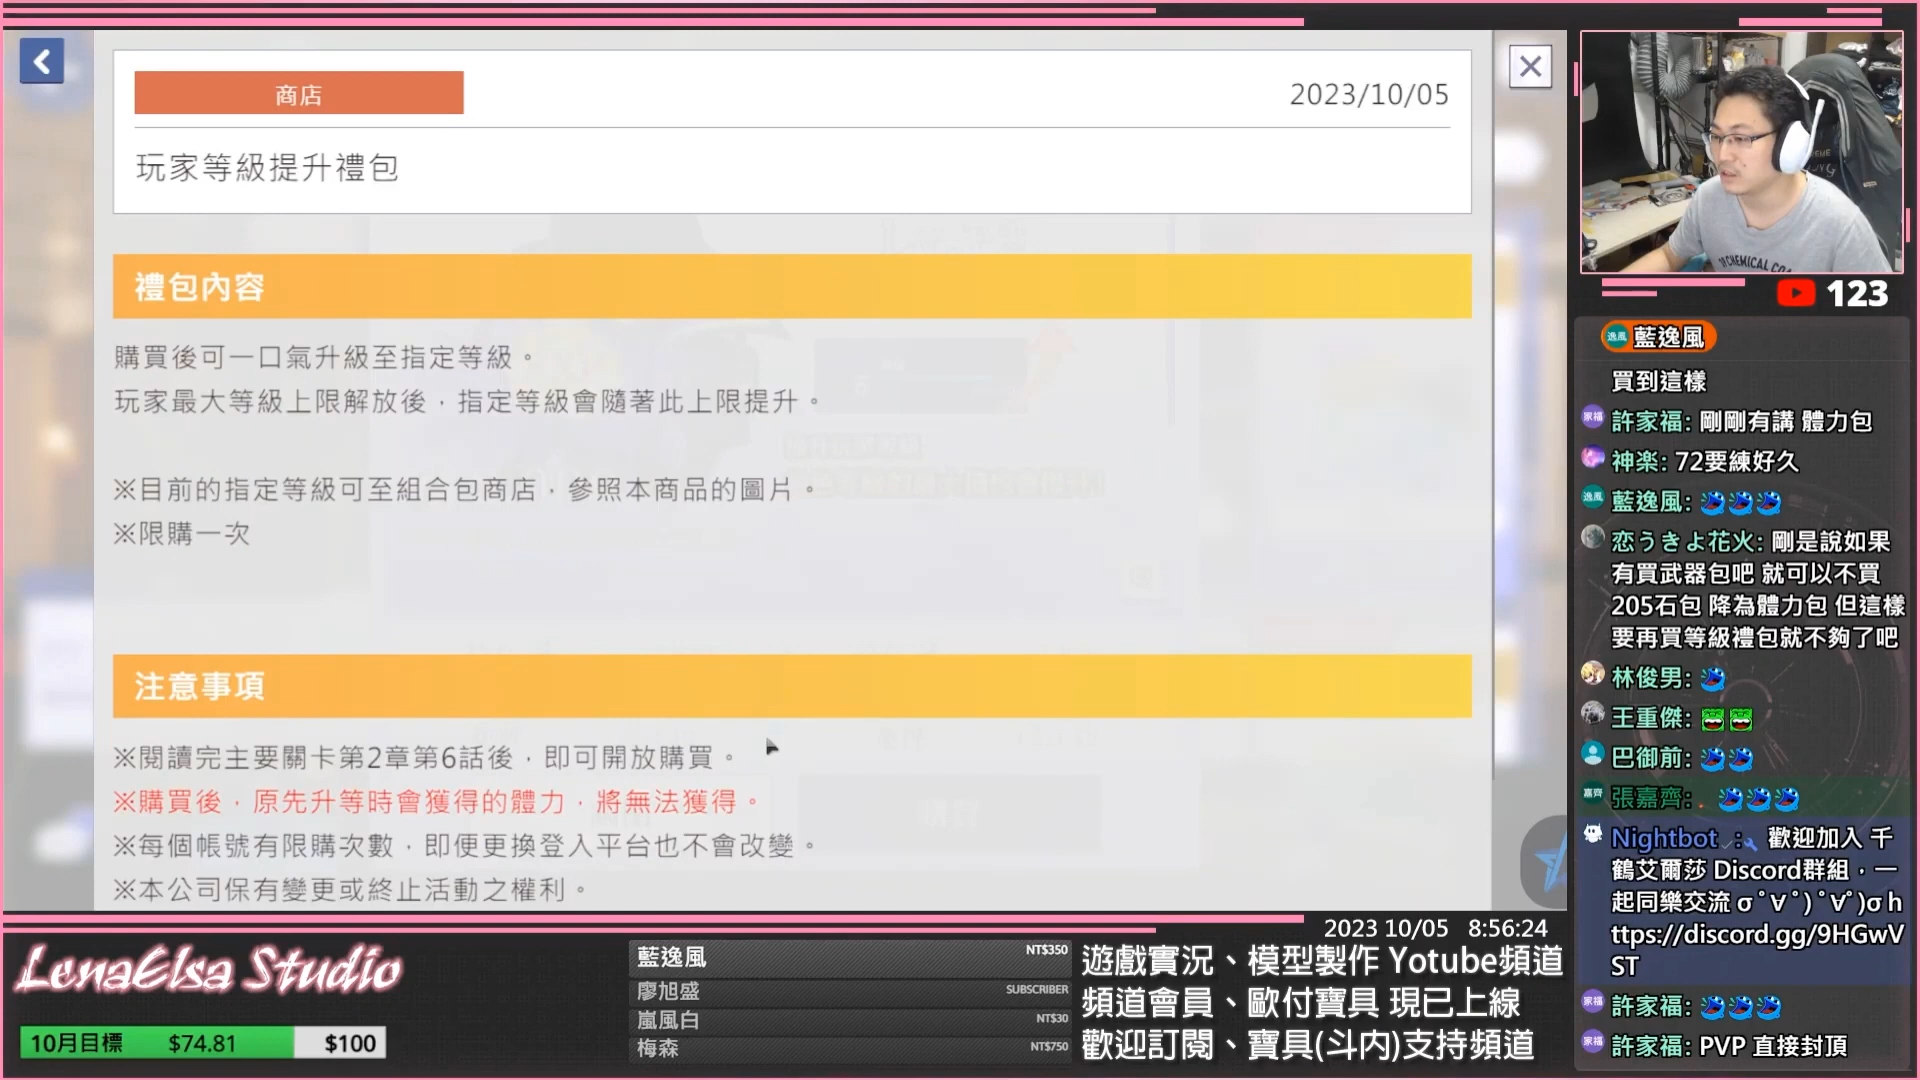 商店
2023/10/05
玩家等級提升禮包
禮包內容
購買後可一口氣升級至指定等級。
玩家最大等級上限解放後，指定等級會隨著此上限提升。
※目前的指定等級可至組合包商店，參照本商品的圖片。
※限購一次
注意事項
※閱讀完主要關卡第2章第6話後，即可開放購買。
※購買後，原先升等時會獲得的體力，將無法獲得。
※每個帳號有限購次數，即便更換登入平台也不會改變。
※本公司保有變更或終止活動之權利。
123
逸風 藍逸風
買到這樣
家福 許家福: 剛剛有講 體力包
神楽: 72要練好久
逸風 藍逸風:
恋うきよ花火: 剛是說如果
有買武器包吧 就可以不買
205石包 降為體力包 但這樣
要再買等級禮包就不夠了吧
林俊男:
王重傑:
巴御前:
嘉齊 張嘉齊:
Nightbot : 歡迎加入 千
鶴艾爾莎 Discord群組，一
起同樂交流 σ ﾟ∀ ﾟ) ﾟ∀ﾟ)σ h
ttps://discord.gg/9HGwV
ST
家福 許家福:
家福 許家福: PVP 直接封頂
2023 10/05 8:56:24
LenaElsa Studio
10月目標 $74.81 $100
藍逸風 NT$350
廖旭盛 SUBSCRIBER
嵐風白 NT$30
梅森 NT$750
遊戲實況、模型製作 Yotube頻道
頻道會員、歐付寶具 現已上線
歡迎訂閱、寶具(斗內)支持頻道